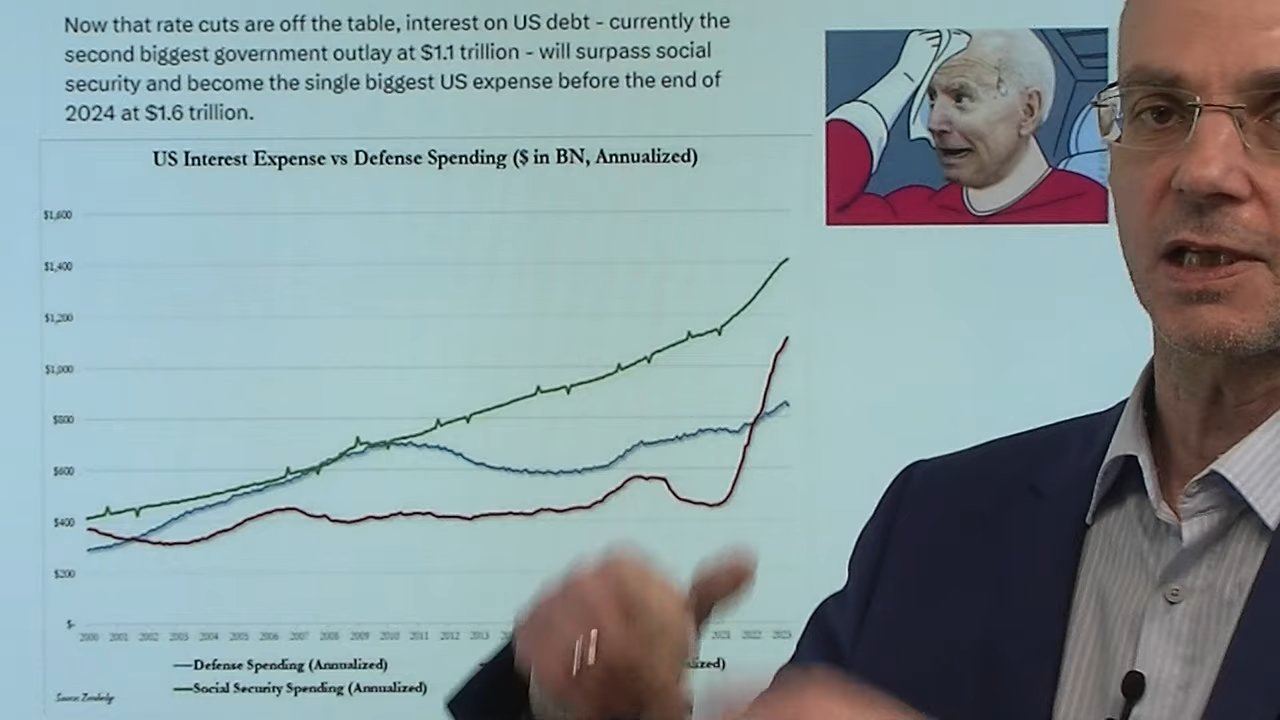 Now that rate cuts are off the table, interest on US debt - currently the
second biggest government outlay at $1.1 trillion - will surpass social
security and become the single biggest US expense before the end of
2024 at $1.6 trillion.
US Interest Expense vs Defense Spending ($ in BN, Annualized)
$1,600
$1,400
$1,200
$1,000
$800
$600
$400
$200
$-
2000 2001 2002 2003 2004 2005 2006 2007 2008 2009 2010 2011 2012 2013 2021 2022 2023
Defense Spending (Annualized)
Social Security Spending (Annualized)
Source: Zerohedge